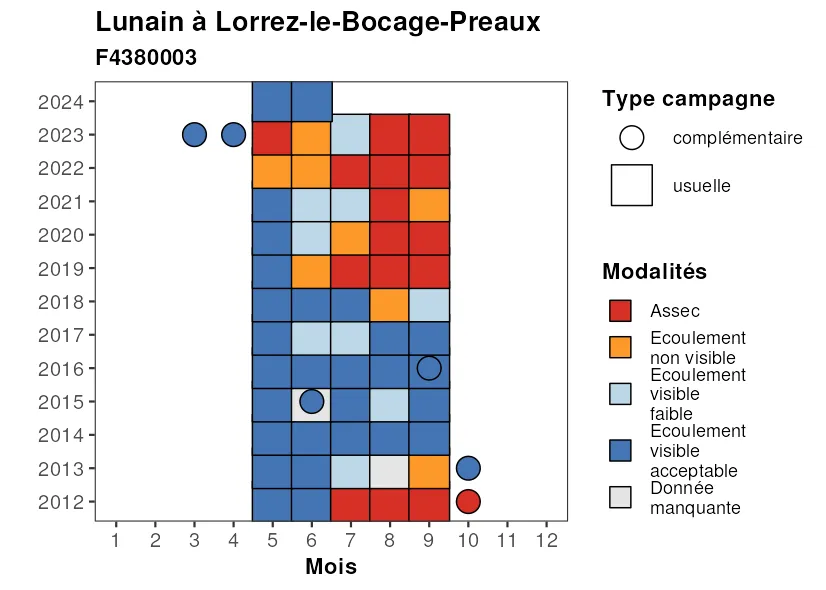 Lunain à Lorrez-le-Bocage-Preaux
F4380003
2024
2023
2022
2021
2020
2019
2018
2017
2016
2015
2014
2013
2012
1 2 3 4 5 6 7 8 9 10 11 12
Mois
Type campagne
complémentaire
usuelle
Modalités
Assec
Ecoulement
non visible
Ecoulement
visible
faible
Ecoulement
visible
acceptable
Donnée
manquante